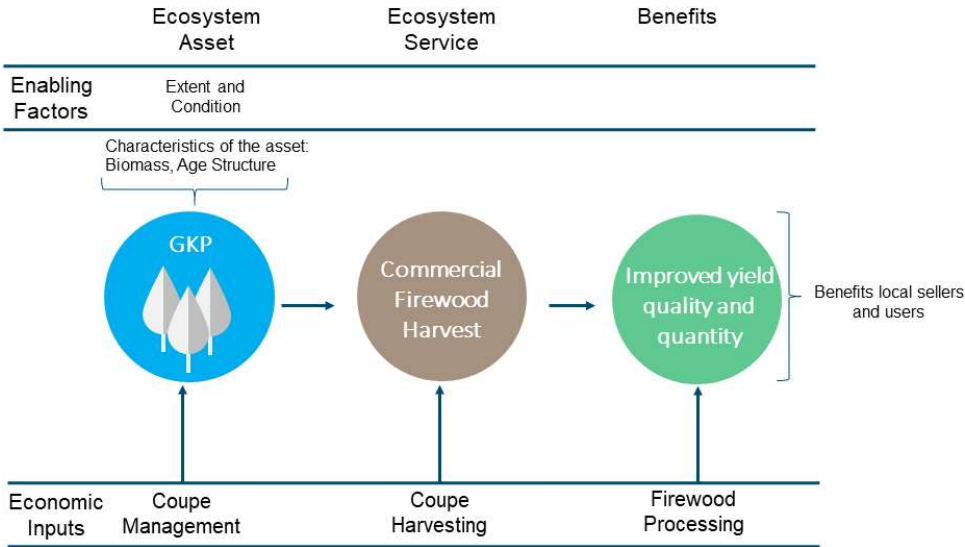 Ecosystem
Asset
Ecosystem
Service
Benefits
Enabling
Factors
Extent and
Condition
Characteristics of the asset:
Biomass, Age Structure
GKP
Commercial
Firewood
Harvest
Improved yield
quality and
quantity
Benefits local sellers
and users
Economic
Inputs
Coupe
Management
Coupe
Harvesting
Firewood
Processing